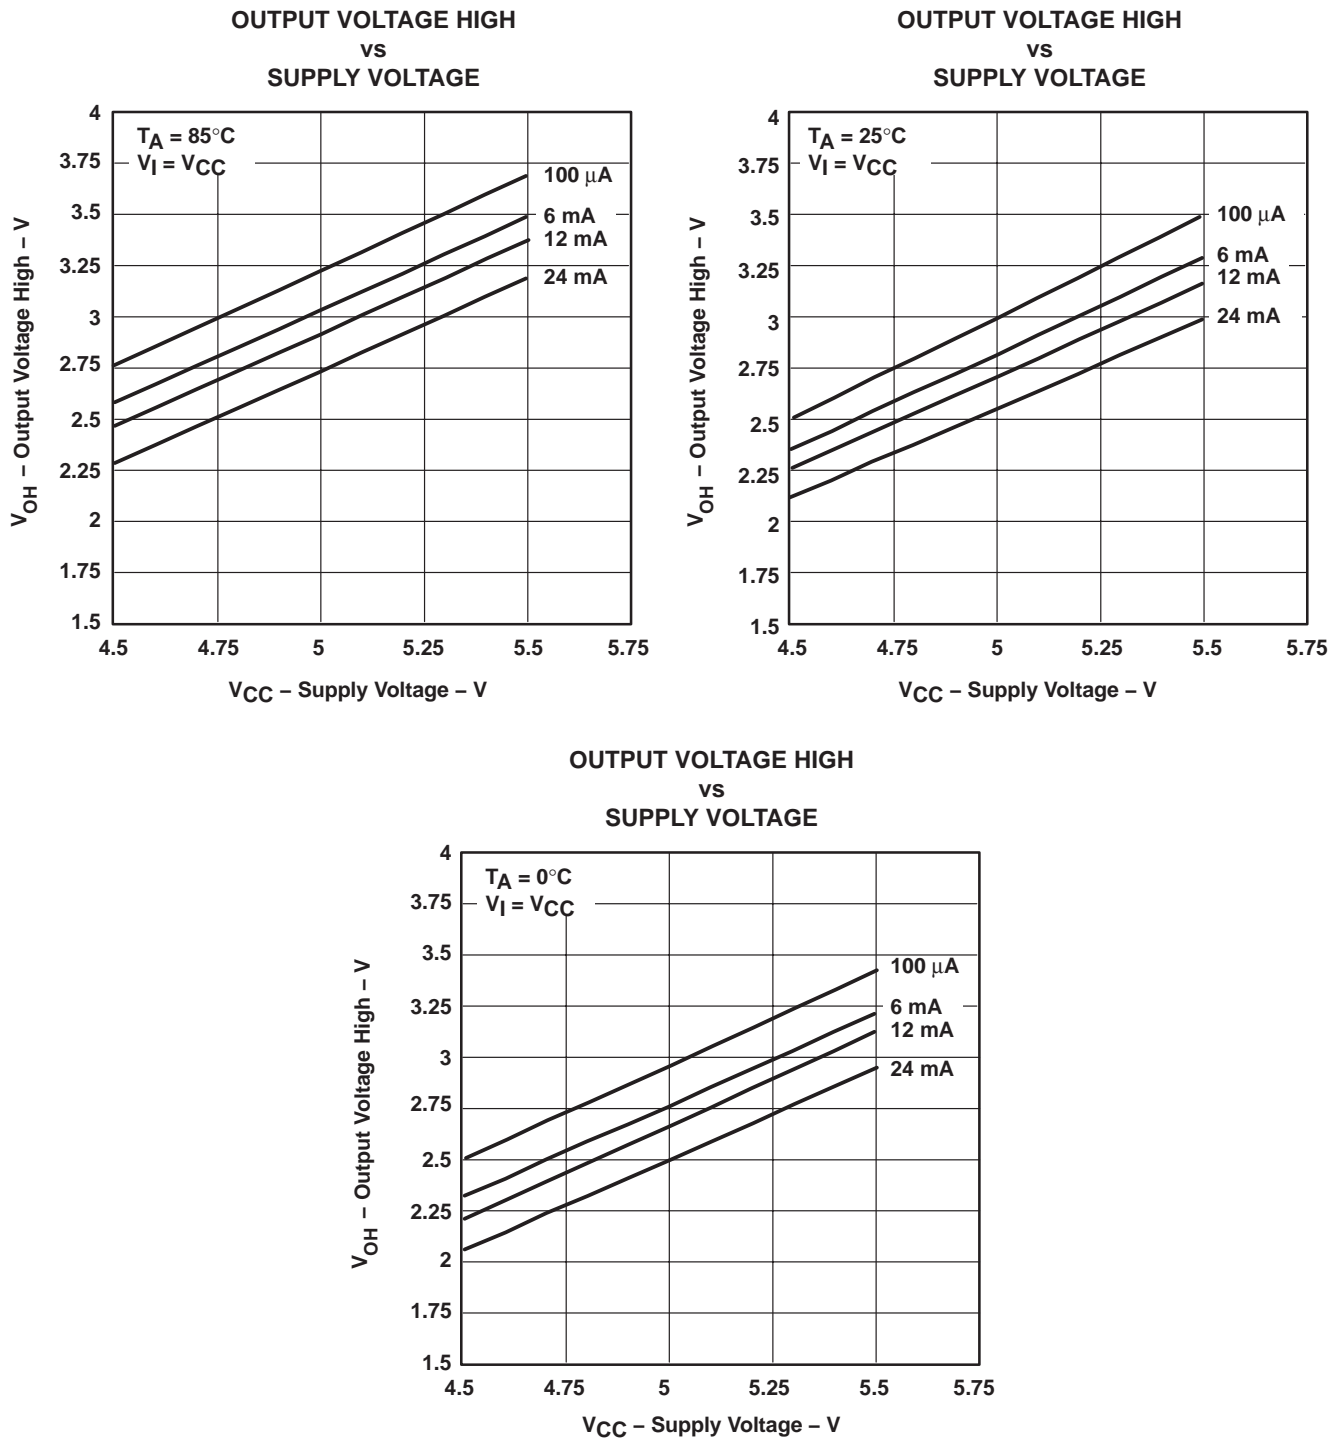 OUTPUT VOLTAGE HIGH
vs
SUPPLY VOLTAGE
4
3.75
3.5
3.25
3
2.75
2.5
2.25
2
1.75
1.5
TA = 85°C
VI = VCC
100 μA
6 mA
12 mA
24 mA
4.5 4.75 5 5.25 5.5 5.75
VOH – Output Voltage High – V
VCC – Supply Voltage – V
OUTPUT VOLTAGE HIGH
vs
SUPPLY VOLTAGE
4
3.75
3.5
3.25
3
2.75
2.5
2.25
2
1.75
1.5
TA = 25°C
VI = VCC
100 μA
6 mA
12 mA
24 mA
4.5 4.75 5 5.25 5.5 5.75
VOH – Output Voltage High – V
VCC – Supply Voltage – V
OUTPUT VOLTAGE HIGH
vs
SUPPLY VOLTAGE
4
3.75
3.5
3.25
3
2.75
2.5
2.25
2
1.75
1.5
TA = 0°C
VI = VCC
100 μA
6 mA
12 mA
24 mA
4.5 4.75 5 5.25 5.5 5.75
VOH – Output Voltage High – V
VCC – Supply Voltage – V